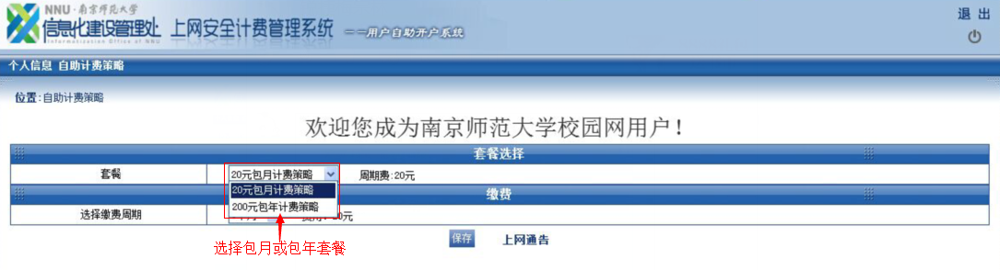 NNU·南京师范大学
信息化建设管理处 上网安全计费管理系统 ——用户自助开户系统
Informatization Office of NNU
退 出
个人信息 自助计费策略
位置:自助计费策略
欢迎您成为南京师范大学校园网用户！
套餐选择
套餐 20元包月计费策略 周期费:20元
20元包月计费策略
缴费
200元包年计费策略
选择缴费周期 0元
选择包月或包年套餐
保存 上网通告